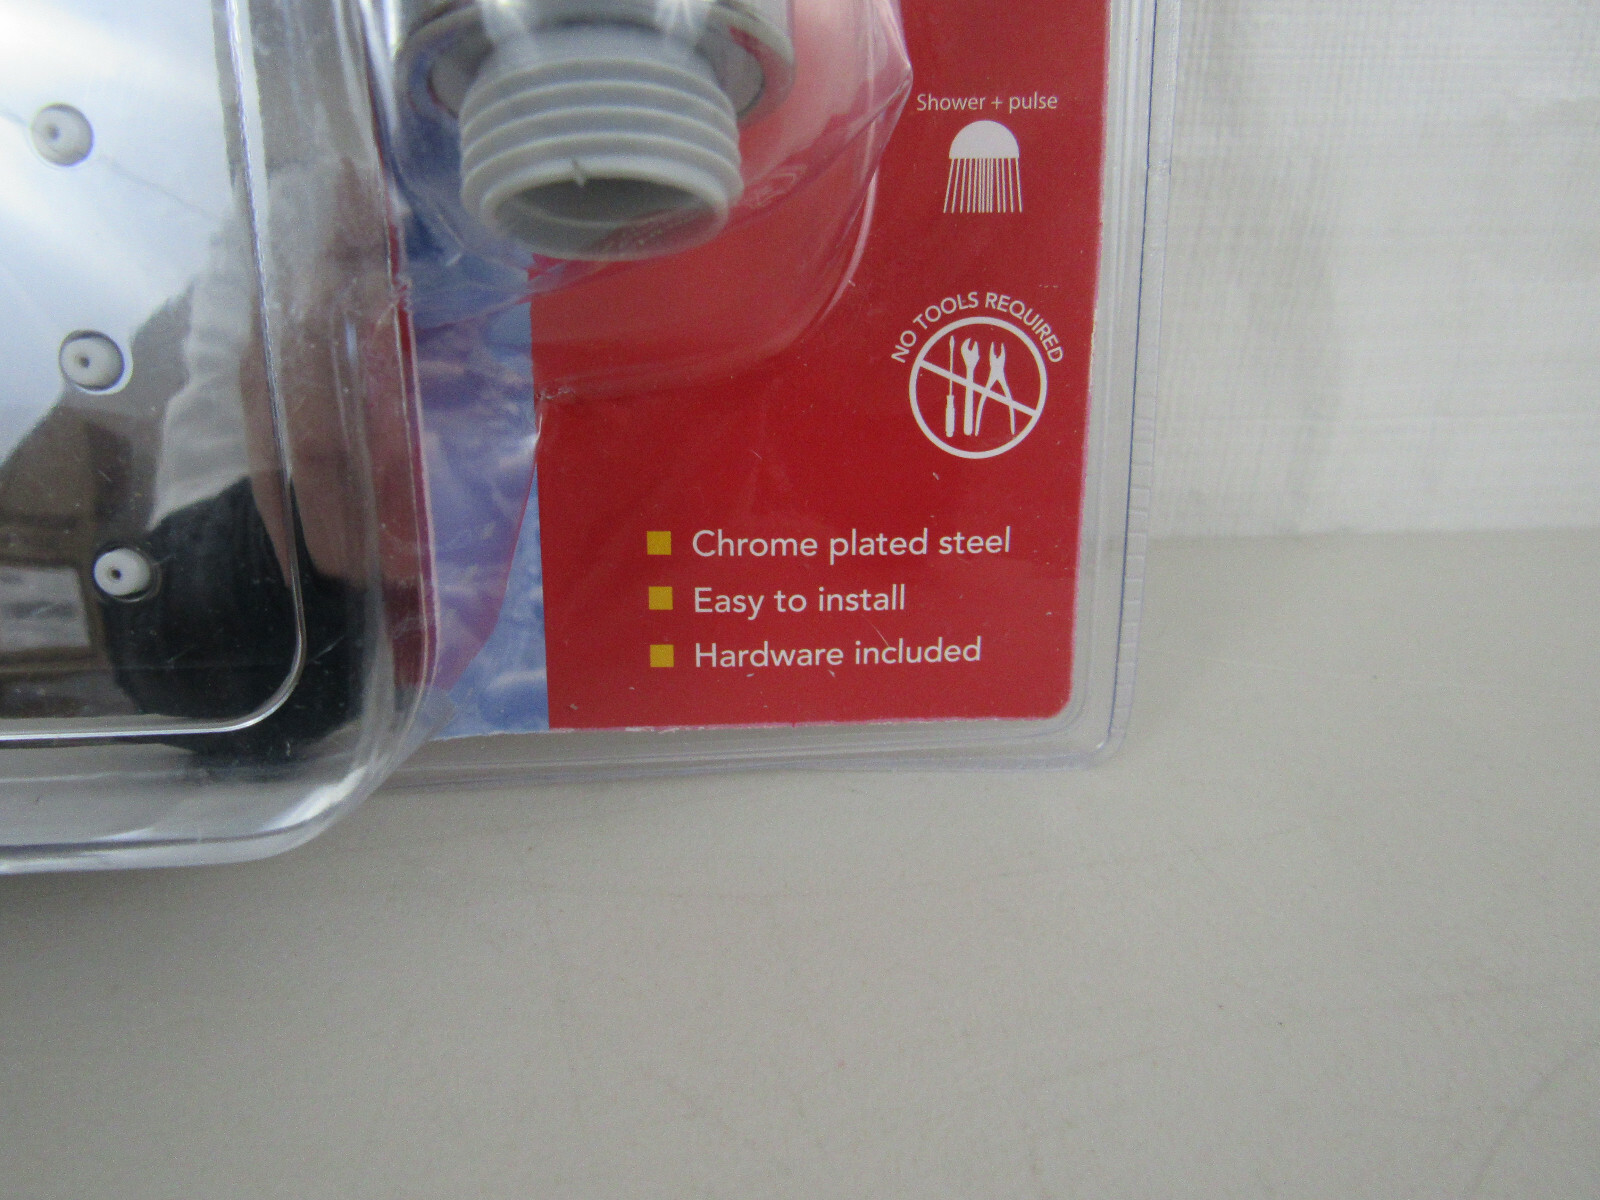 Shower + pulse
NO TOOLS REQUIRED
Chrome plated steel
Easy to install
Hardware included